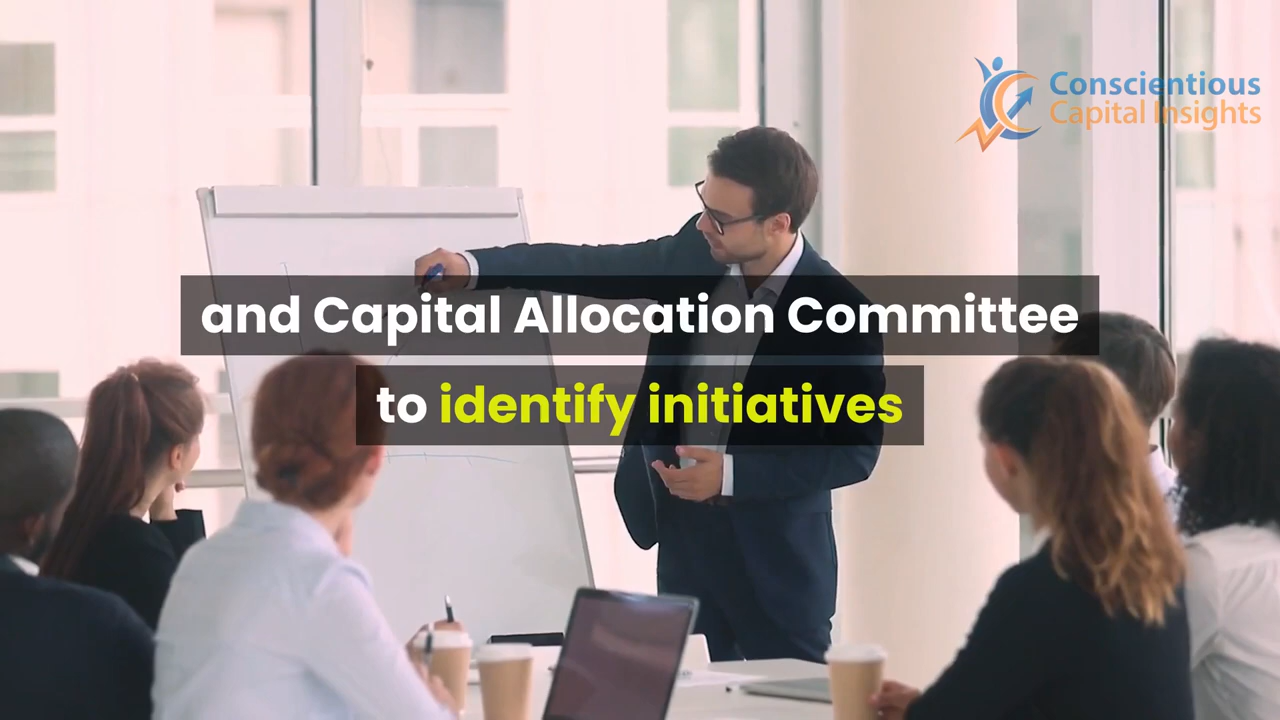 Conscientious
Capital Insights
and Capital Allocation Committee
to identify initiatives